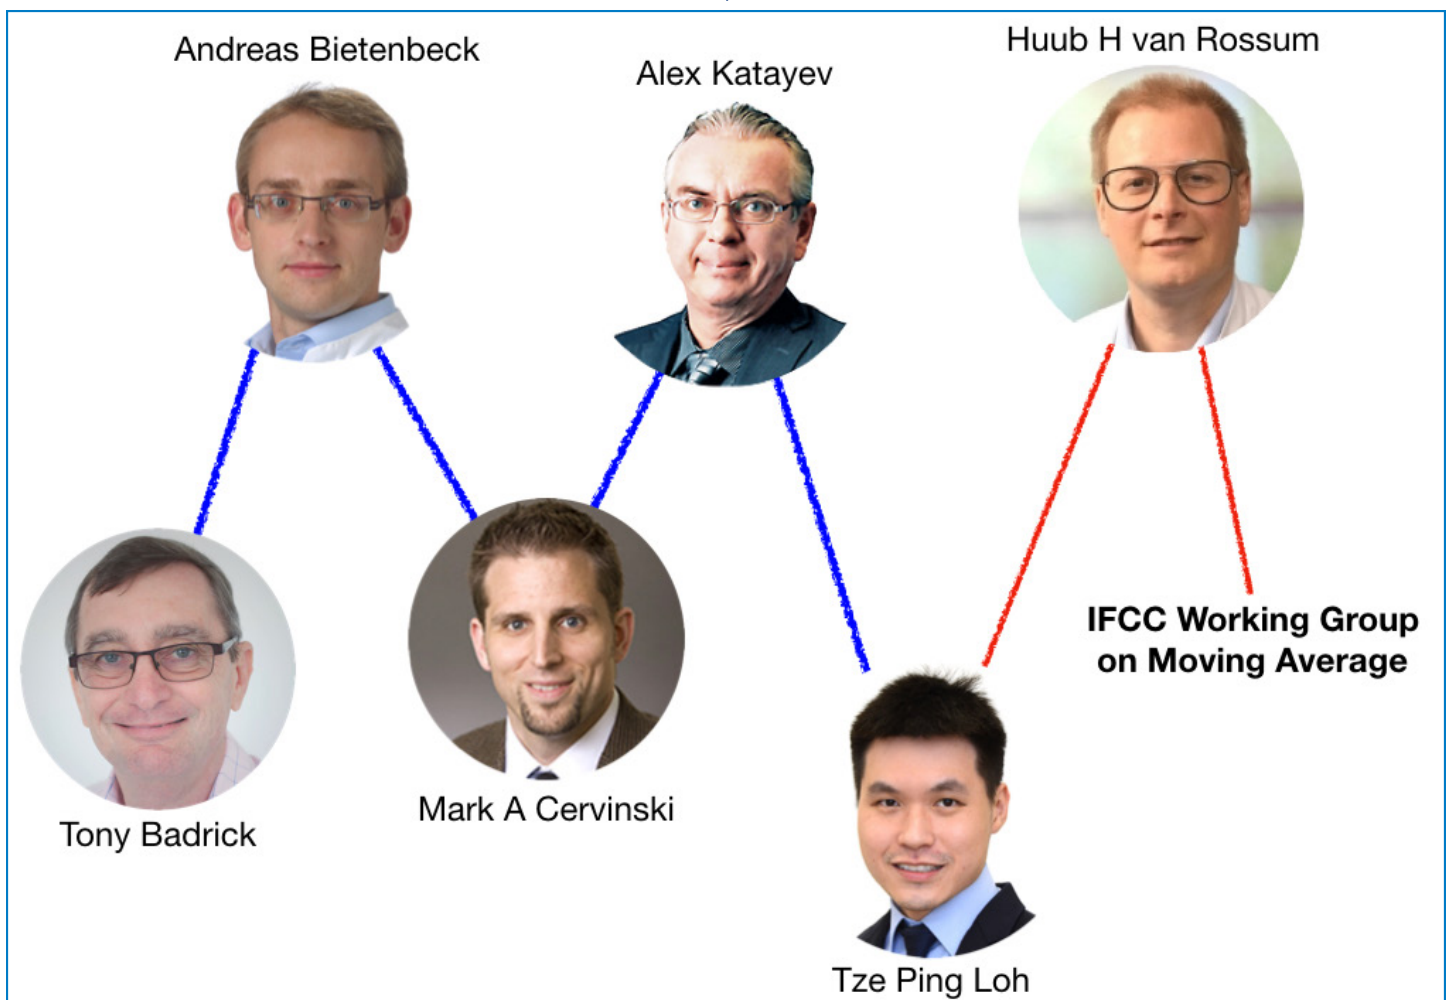 Andreas Bietenbeck
Alex Katayev
Huub H van Rossum
IFCC Working Group
on Moving Average
Tony Badrick
Mark A Cervinski
Tze Ping Loh